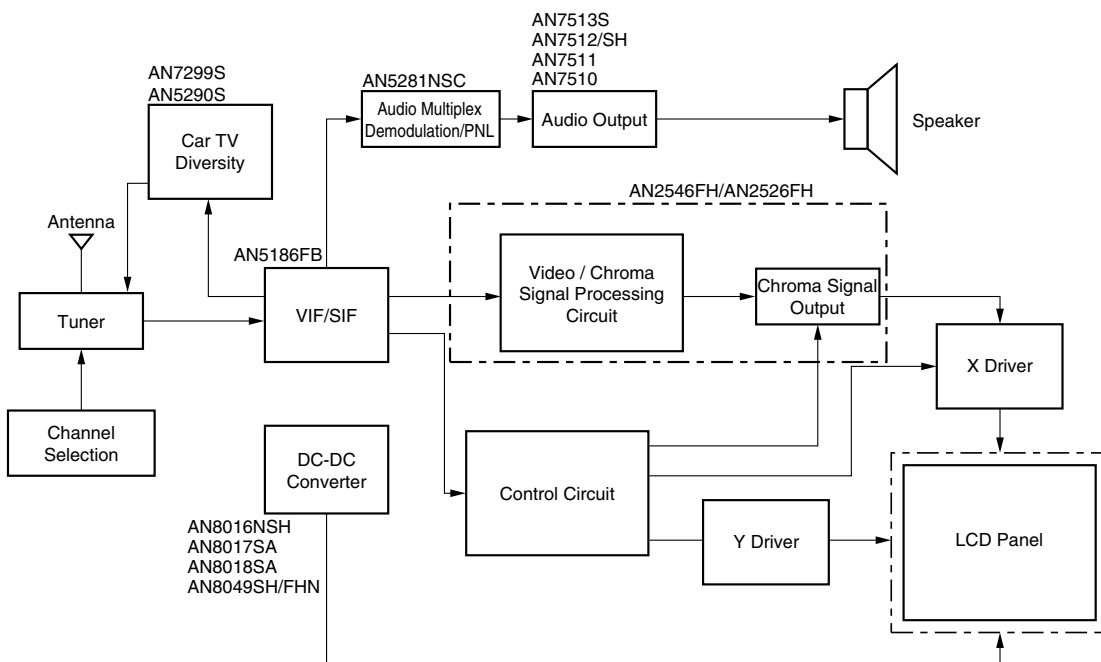 AN7513S
AN7512/SH
AN7511
AN7510
AN7299S
AN5290S
AN5281NSC
Car TV
Diversity
Audio Multiplex
Demodulation/PNL
Audio Output
Speaker
AN2546FH/AN2526FH
Antenna
AN5186FB
Tuner
VIF/SIF
Video / Chroma
Signal Processing
Circuit
Chroma Signal
Output
X Driver
Channel
Selection
DC-DC
Converter
Control Circuit
AN8016NSH
AN8017SA
AN8018SA
AN8049SH/FHN
Y Driver
LCD Panel